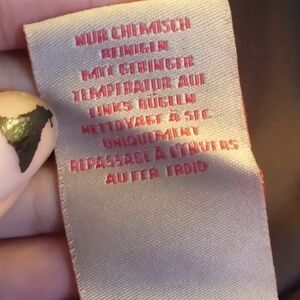 NUR CHEMISCH
REINIGEN
MIT GERINGER
TEMPERATUR AUF
LINKS BÜGELN
NETTOYAGE À SEC
UNIQUEMENT
REPASSAGE À L'ENVERS
AU FER FROID